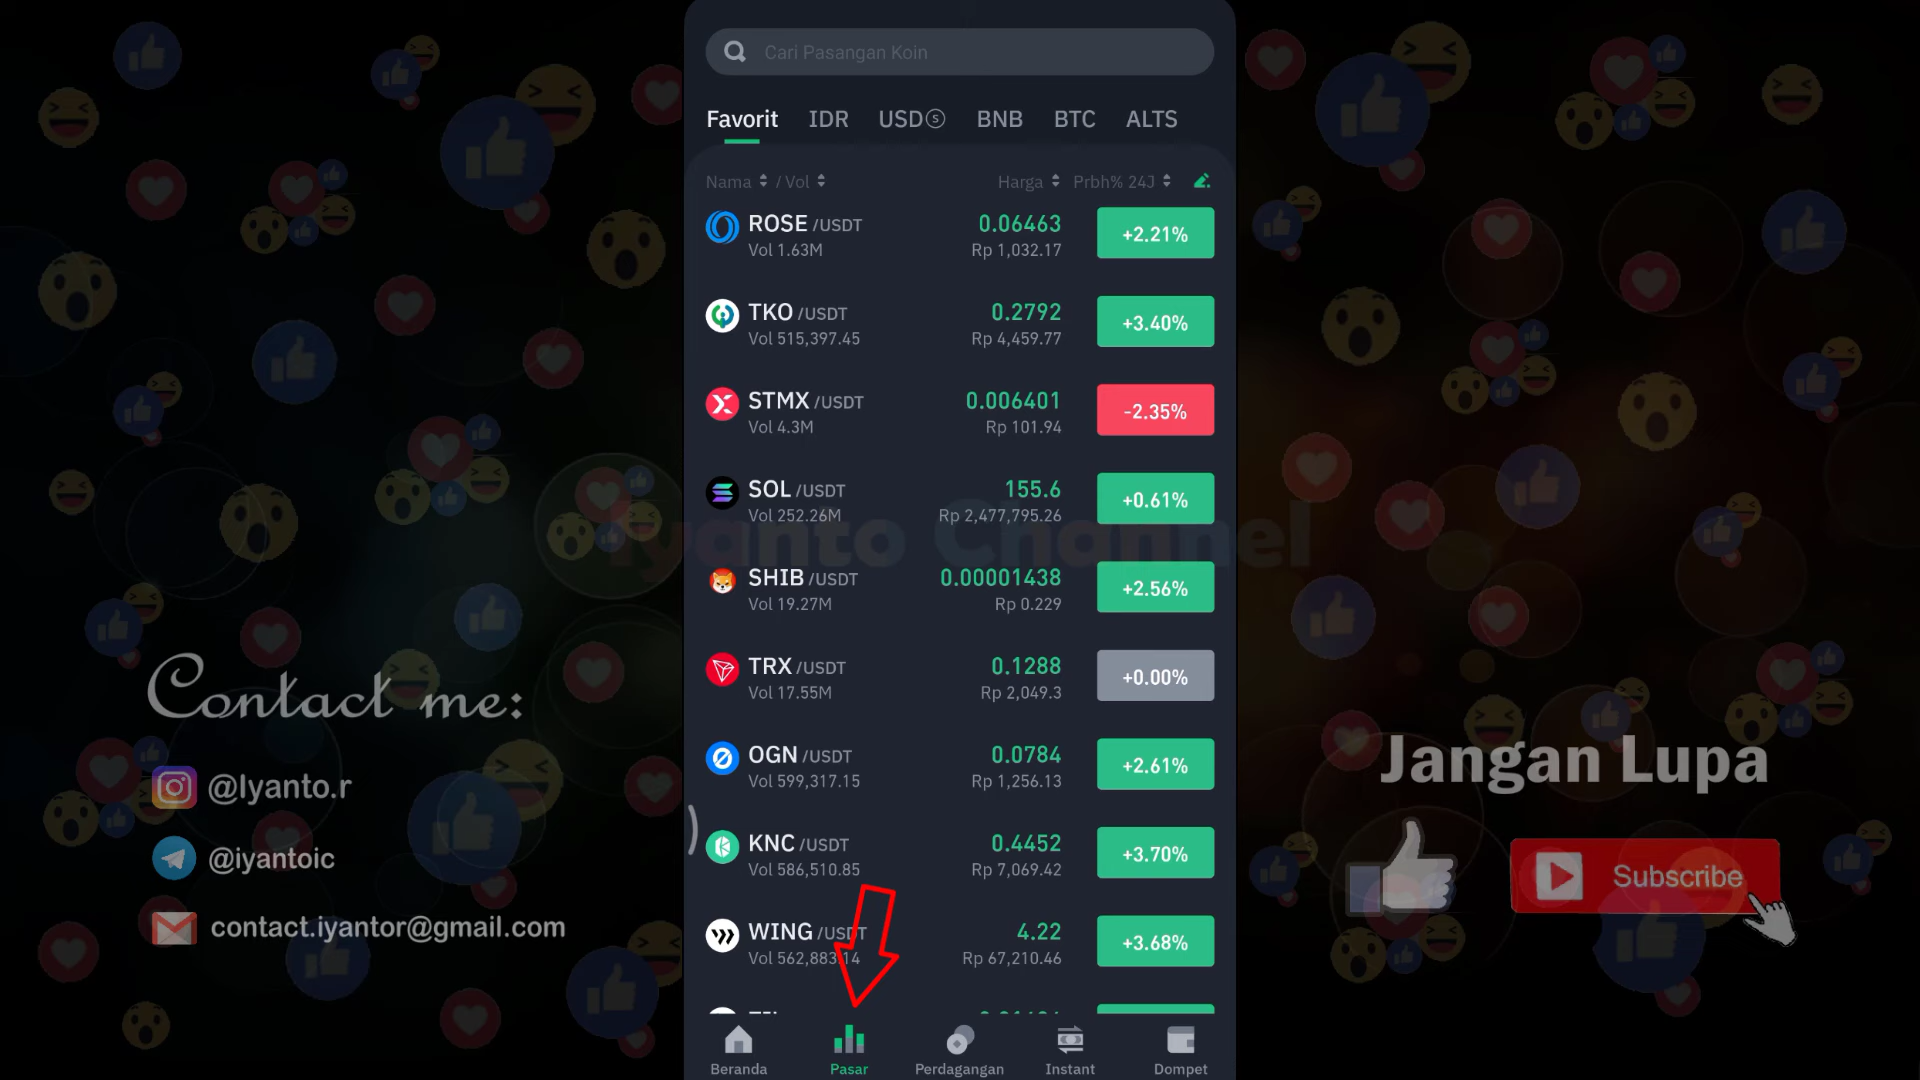 Cari Pasangan Koin
Favorit IDR USDⓈ BNB BTC ALTS
Nama / Vol Harga Prbh% 24J
ROSE /USDT 0.06463 +2.21%
Vol 1.63M Rp 1,032.17
TKO /USDT 0.2792 +3.40%
Vol 515,397.45 Rp 4,459.77
STMX /USDT 0.006401 -2.35%
Vol 4.3M Rp 101.94
SOL /USDT 155.6 +0.61%
Vol 252.26M Rp 2,477,795.26
Iyanto Channel
SHIB /USDT 0.00001438 +2.56%
Vol 19.27M Rp 0.229
TRX /USDT 0.1288 +0.00%
Vol 17.55M Rp 2,049.3
OGN /USDT 0.0784 +2.61%
Vol 599,317.15 Rp 1,256.13
KNC /USDT 0.4452 +3.70%
Vol 586,510.85 Rp 7,069.42
WING /USDT 4.22 +3.68%
Vol 562,883.14 Rp 67,210.46
Beranda Pasar Perdagangan Instant Dompet
Contact me:
@Iyanto.r
@iyantoic
contact.iyantor@gmail.com
Jangan Lupa
Subscribe